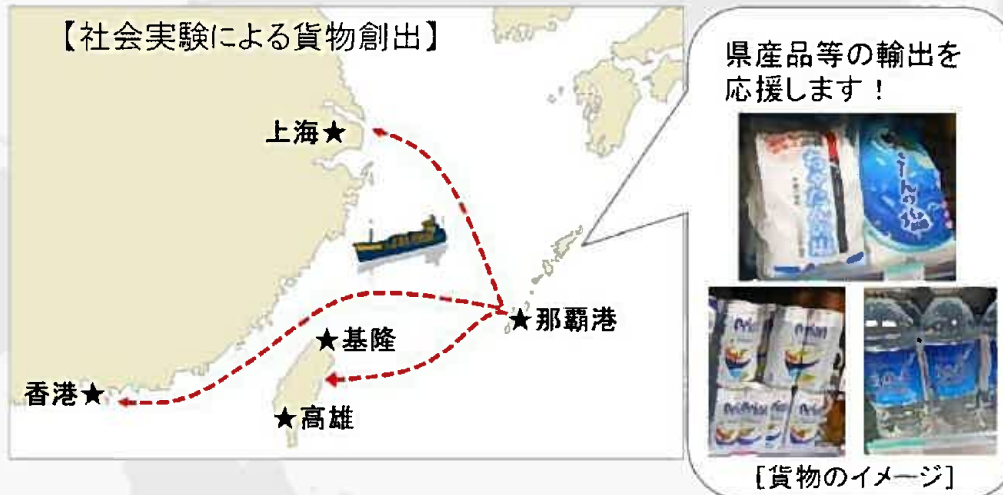 【社会実験による貨物創出】
上海★
★那覇港
★基隆
香港★
★高雄
県産品等の輸出を
応援します！
Orion
[貨物のイメージ]